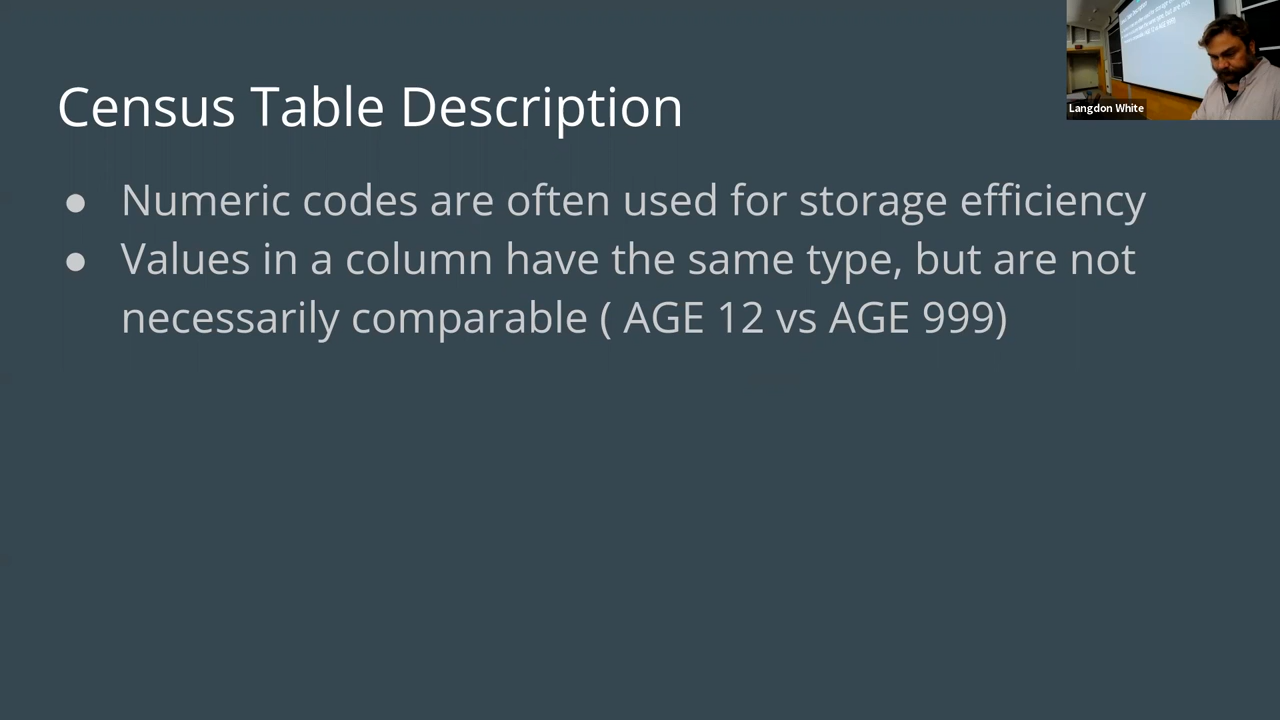 Census Table Description
● Numeric codes are often used for storage efficiency
● Values in a column have the same type, but are not
necessarily comparable ( AGE 12 vs AGE 999)
Langdon White